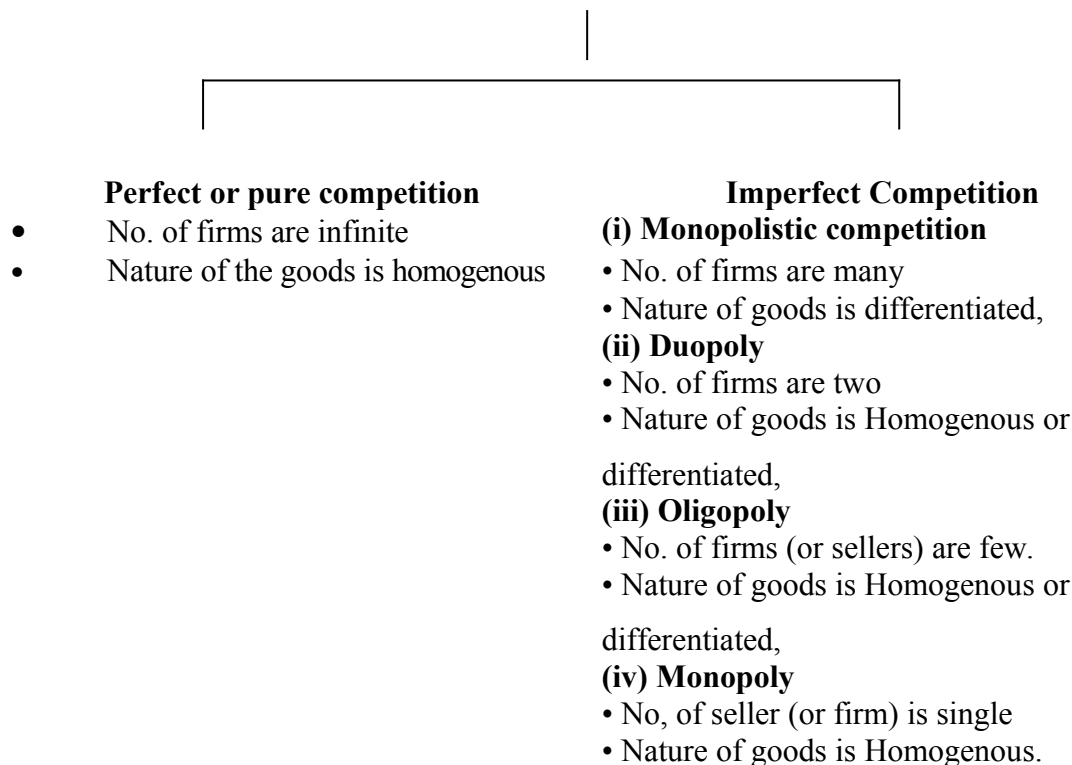 Perfect or pure competition
• No. of firms are infinite
• Nature of the goods is homogenous
Imperfect Competition
(i) Monopolistic competition
• No. of firms are many
• Nature of goods is differentiated,
(ii) Duopoly
• No. of firms are two
• Nature of goods is Homogenous or
differentiated,
(iii) Oligopoly
• No. of firms (or sellers) are few.
• Nature of goods is Homogenous or
differentiated,
(iv) Monopoly
• No, of seller (or firm) is single
• Nature of goods is Homogenous.